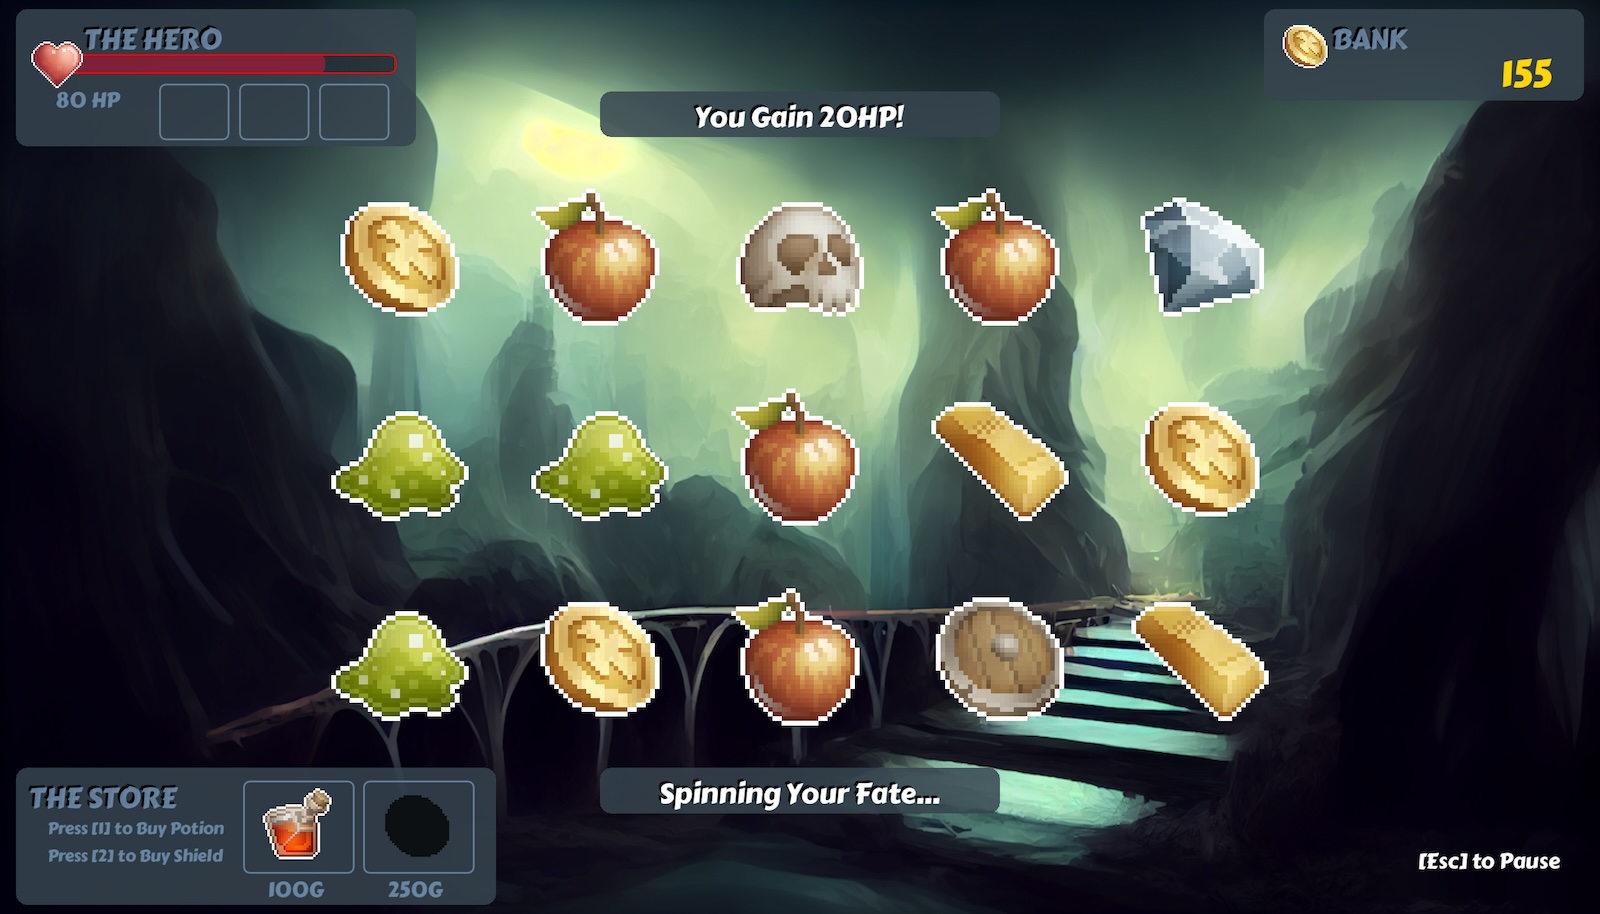 THE HERO
80 HP
BANK
155
You Gain 20HP!
Spinning Your Fate...
THE STORE
Press [1] to Buy Potion
Press [2] to Buy Shield
100G
250G
[Esc] to Pause